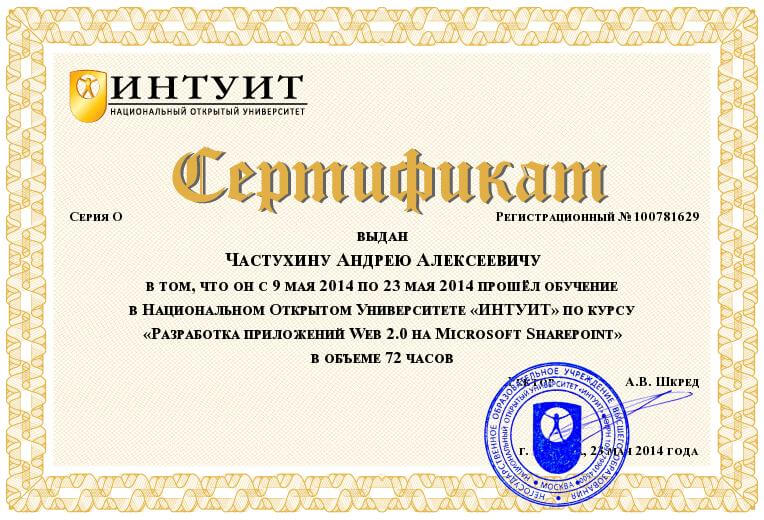 ИНТУИТ
НАЦИОНАЛЬНЫЙ ОТКРЫТЫЙ УНИВЕРСИТЕТ
Сертификат
Серия О Регистрационный № 100781629
выдан
Частухину Андрею Алексеевичу
в том, что он с 9 мая 2014 по 23 мая 2014 прошёл обучение
в Национальном Открытом Университете «ИНТУИТ» по курсу
«Разработка приложений Web 2.0 на Microsoft Sharepoint»
в объеме 72 часов
А.В. Шкред
г. 23 мая 2014 года
НЕГОСУДАРСТВЕННОЕ ОБРАЗОВАТЕЛЬНОЕ УЧРЕЖДЕНИЕ ВЫСШЕГО ОБРАЗОВАНИЯ
НАЦИОНАЛЬНЫЙ ОТКРЫТЫЙ УНИВЕРСИТЕТ «ИНТУИТ»
МОСКВА